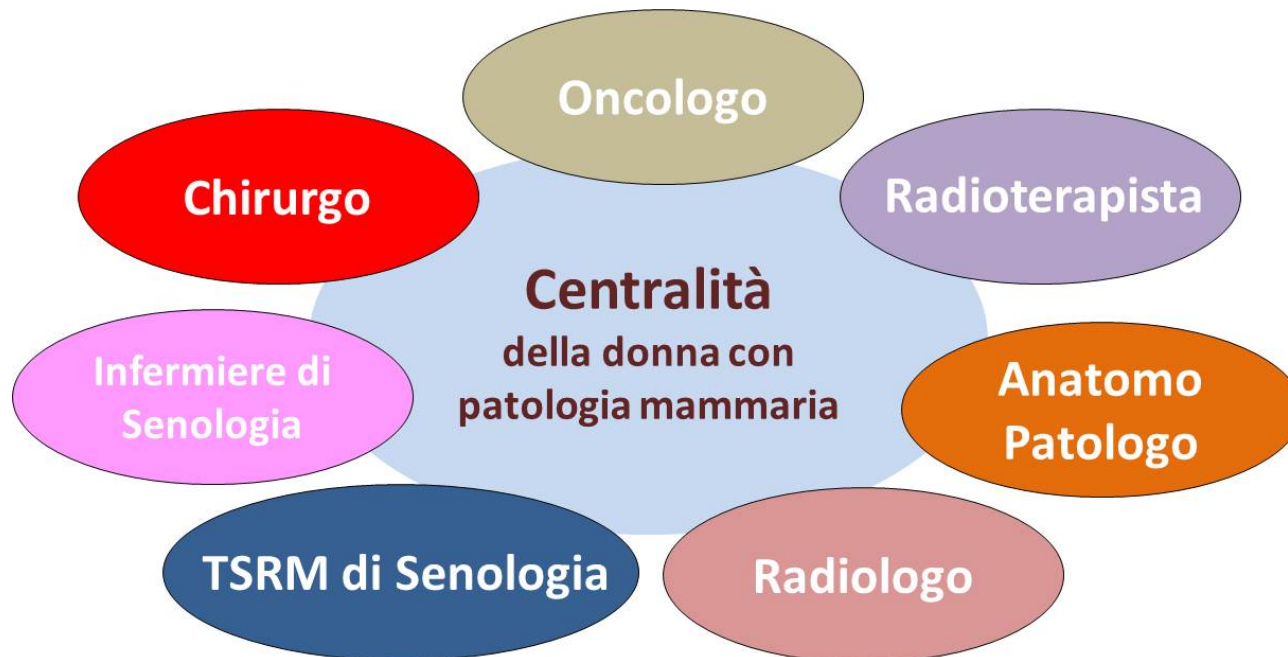 Oncologo
Chirurgo
Radioterapista
Centralità
della donna con
patologia mammaria
Infermiere di
Senologia
Anatomo
Patologo
TSRM di Senologia
Radiologo